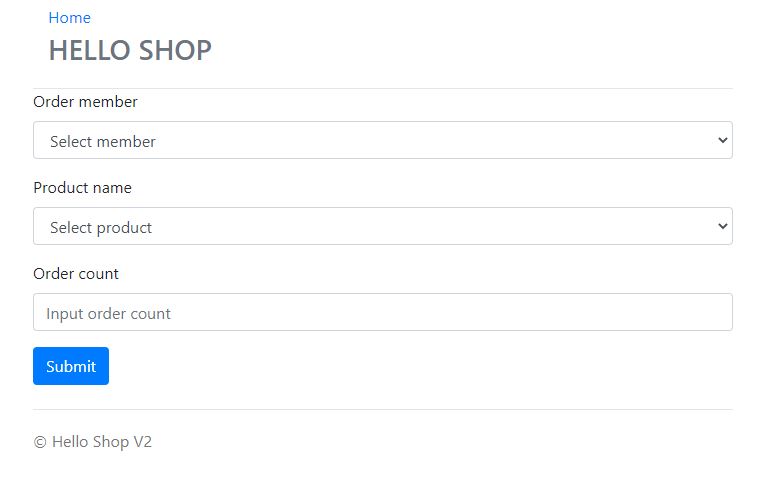 Home
HELLO SHOP
Order member
Select member
Product name
Select product
Order count
Input order count
Submit
© Hello Shop V2